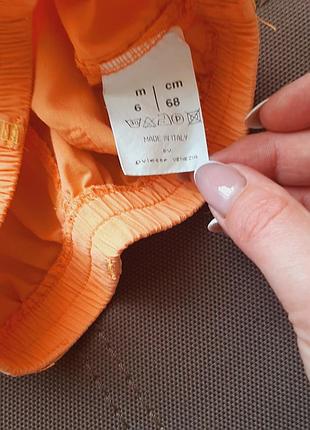 m | cm
6 | 68
MADE IN ITALY
BY
oviesse VENEZIA